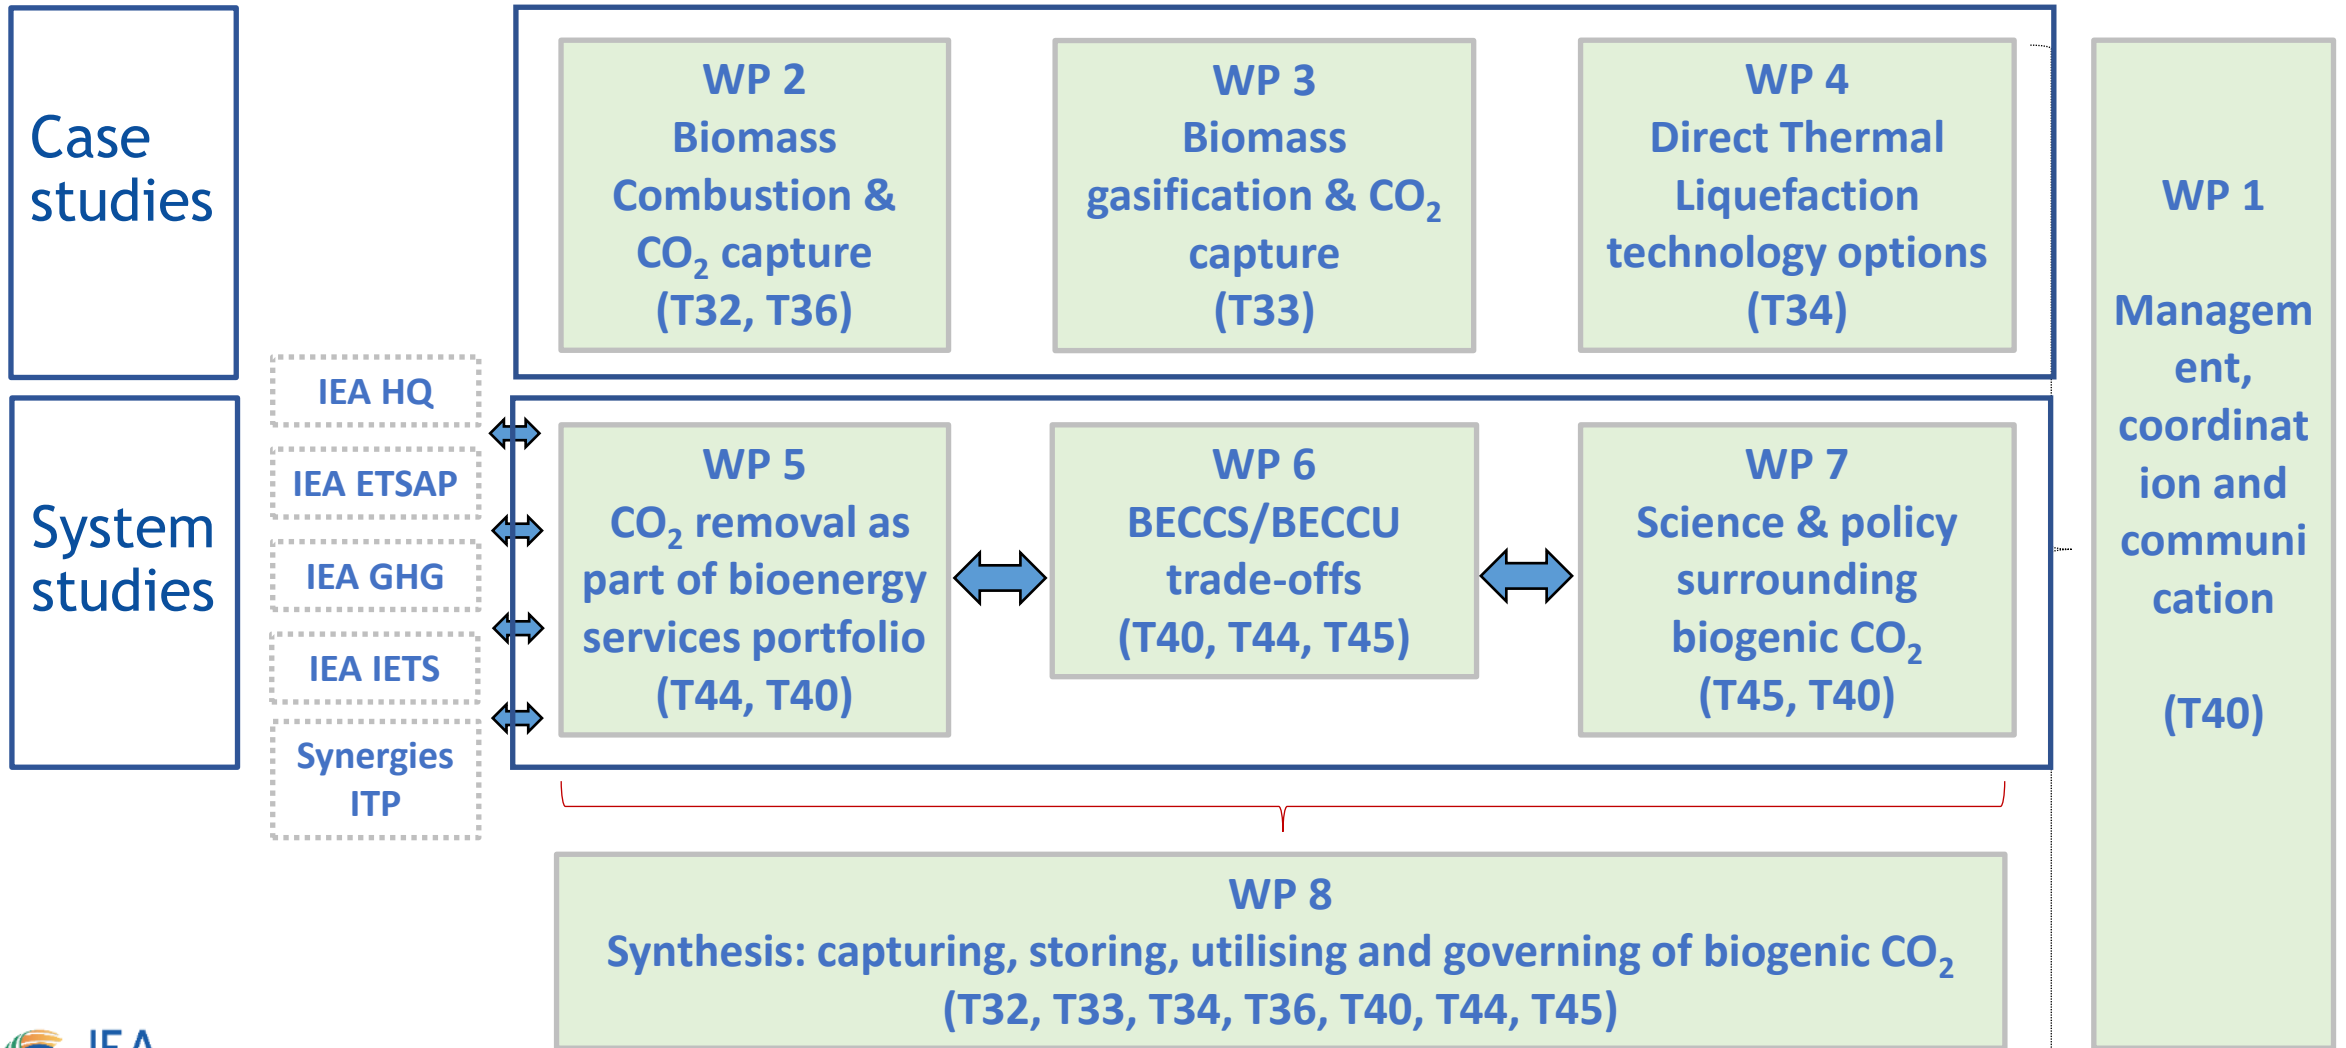 Case
studies
WP 2
Biomass
Combustion &
CO₂ capture
(T32, T36)
WP 3
Biomass
gasification & CO₂
capture
(T33)
WP 4
Direct Thermal
Liquefaction
technology options
(T34)
WP 1
Managem
ent,
coordinat
ion and
communi
cation
(T40)
System
studies
IEA HQ
IEA ETSAP
IEA GHG
IEA IETS
Synergies
ITP
WP 5
CO₂ removal as
part of bioenergy
services portfolio
(T44, T40)
WP 6
BECCS/BECCU
trade-offs
(T40, T44, T45)
WP 7
Science & policy
surrounding
biogenic CO₂
(T45, T40)
WP 8
Synthesis: capturing, storing, utilising and governing of biogenic CO₂
(T32, T33, T34, T36, T40, T44, T45)
IEA